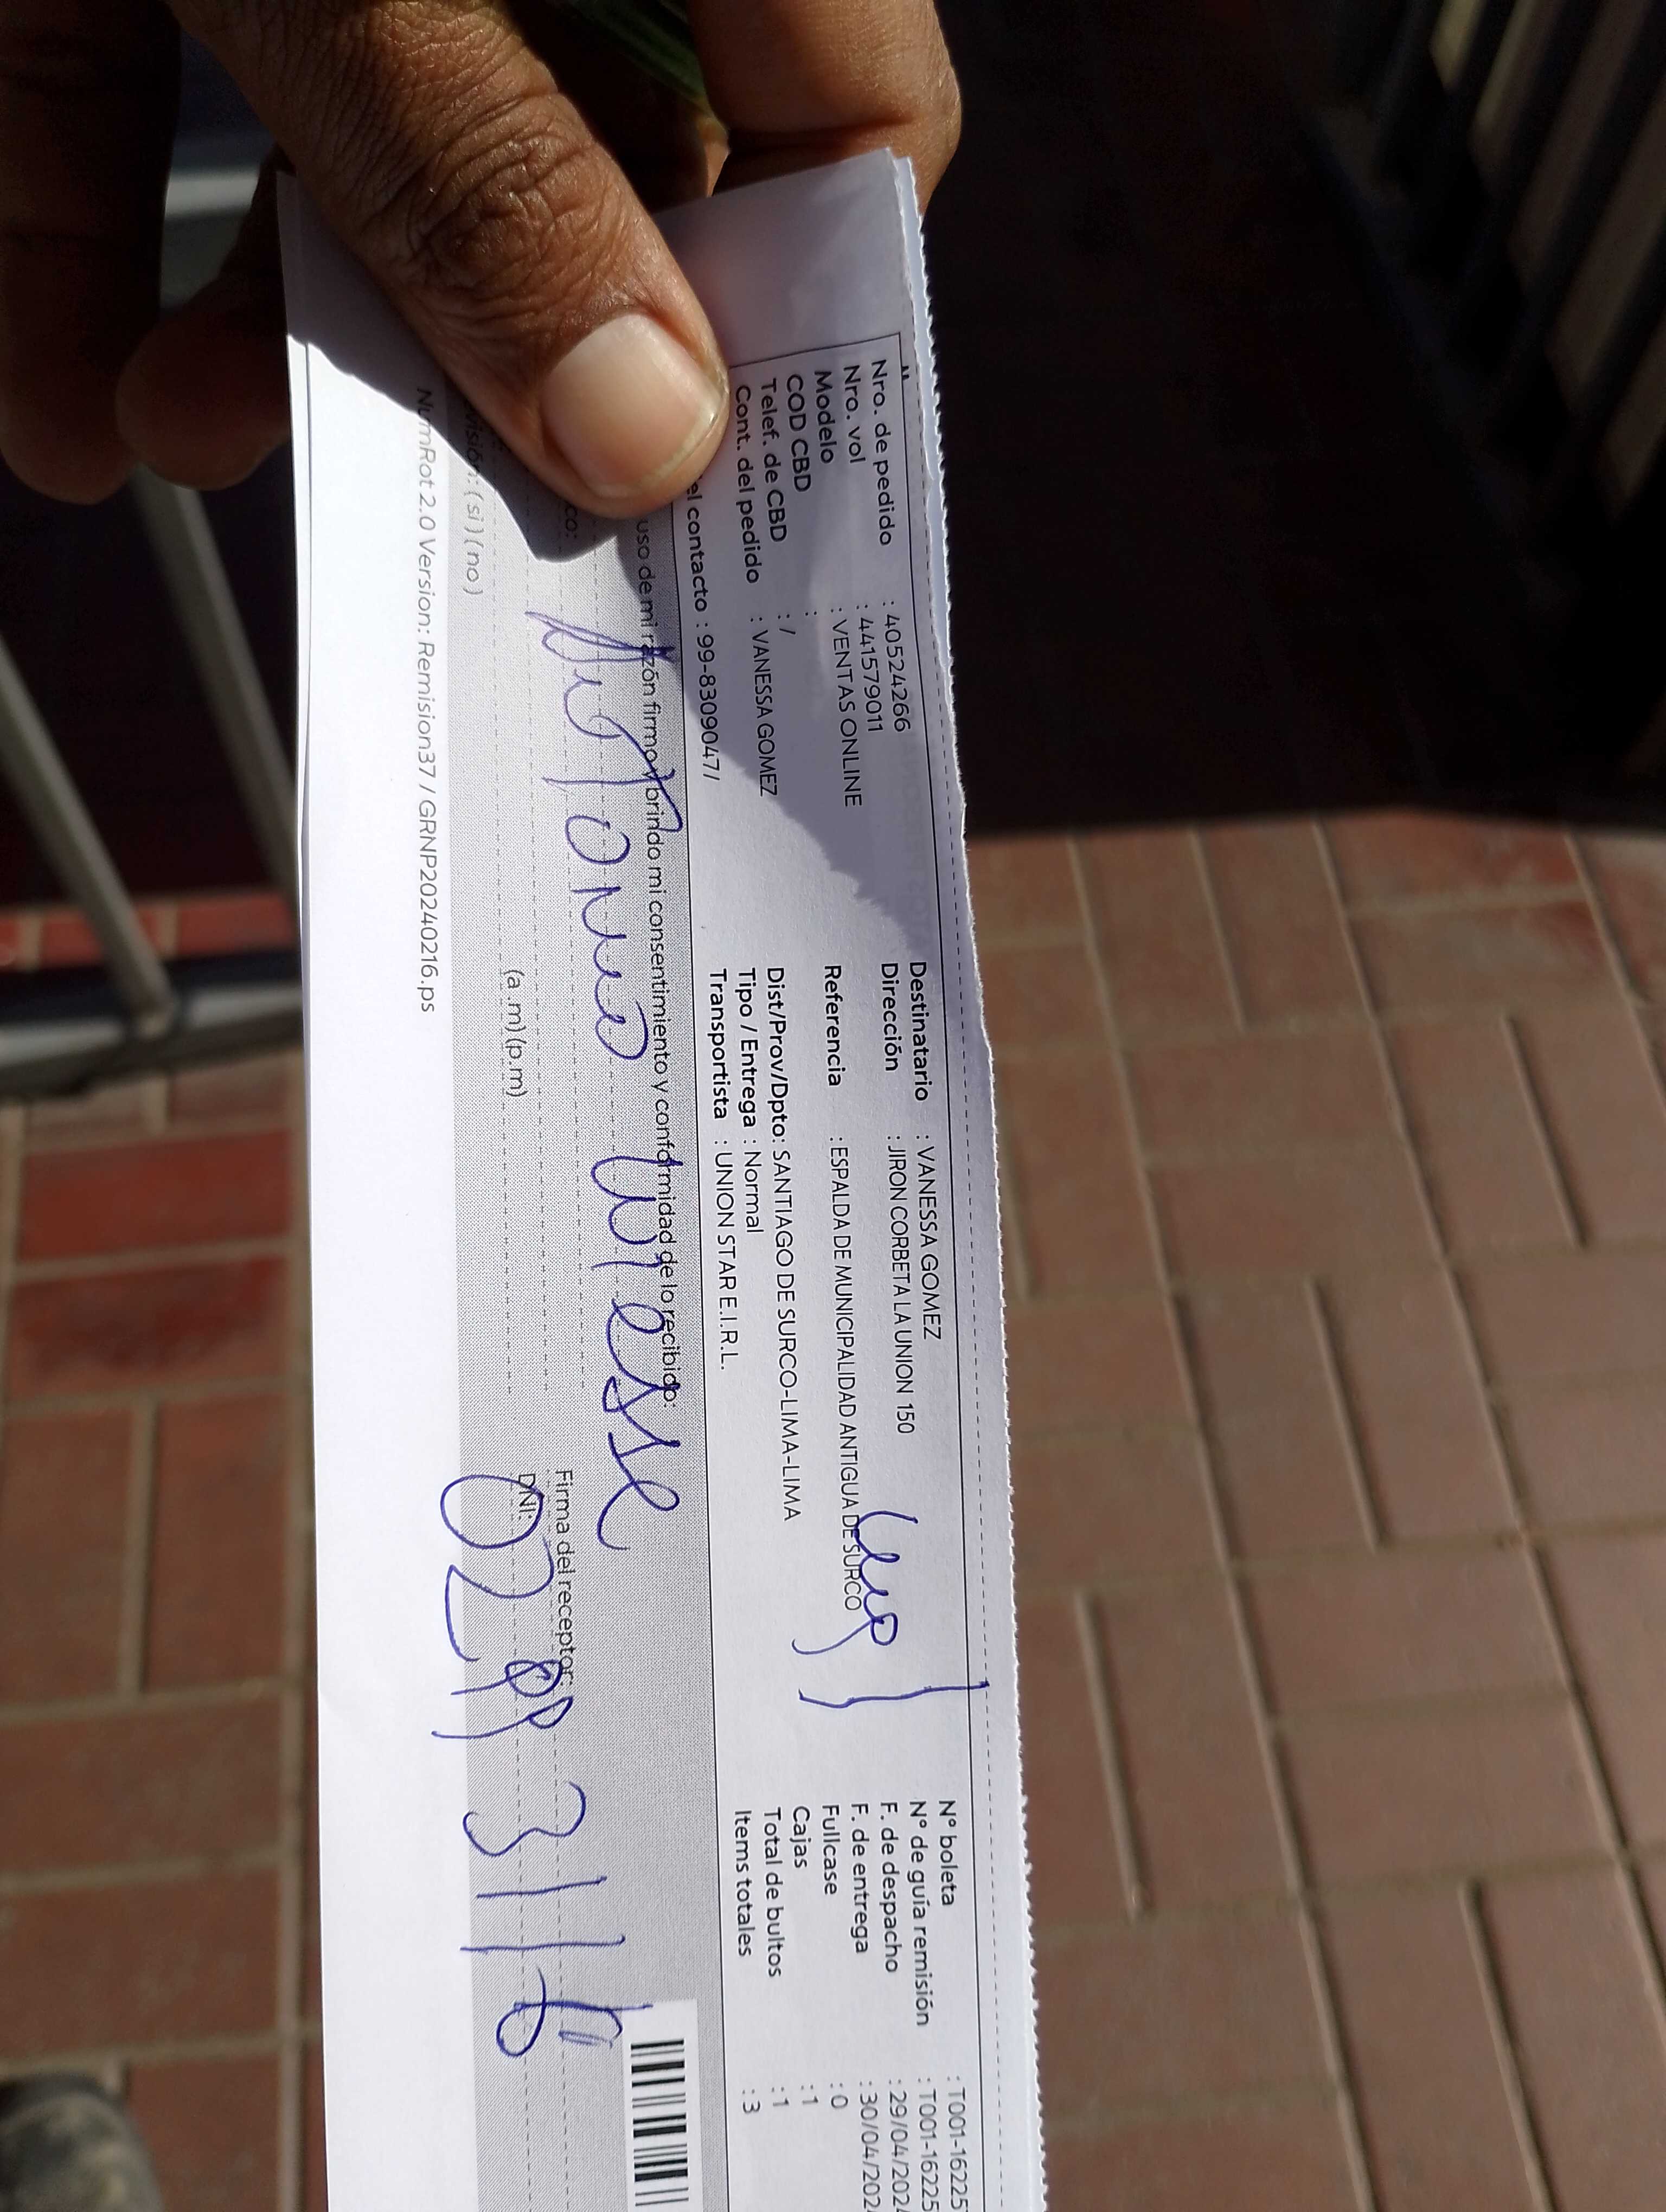 Nro. de pedido : 40524266
Nro. vol : 441579011
Modelo : VENTAS ONLINE
COD CBD :
Telef. de CBD : /
Cont. del pedido : VANESSA GOMEZ
el contacto : 99-8309047/
Destinatario : VANESSA GOMEZ
Dirección : JIRON CORBETA LA UNION 150
Referencia : ESPALDA DE MUNICIPALIDAD ANTIGUA DE SURCO
Dist/Prov/Dpto: SANTIAGO DE SURCO-LIMA-LIMA
Tipo / Entrega : Normal
Transportista : UNION STAR E.I.R.L.
N° boleta : T001-16225
N° de guía remisión : T001-16225
F. de despacho : 29/04/202
F. de entrega : 30/04/202
Fullcase : 0
Cajas : 1
Total de bultos : 1
Items totales : 3
uso de mi razón firmo y brindo mi consentimiento y conformidad de lo recibido:
co:
Firma del receptor:
(a .m) (p.m)
DNI:
visión: ( si ) ( no )
NumRot 2.0 Version: Remision37 / GRNP20240216.ps